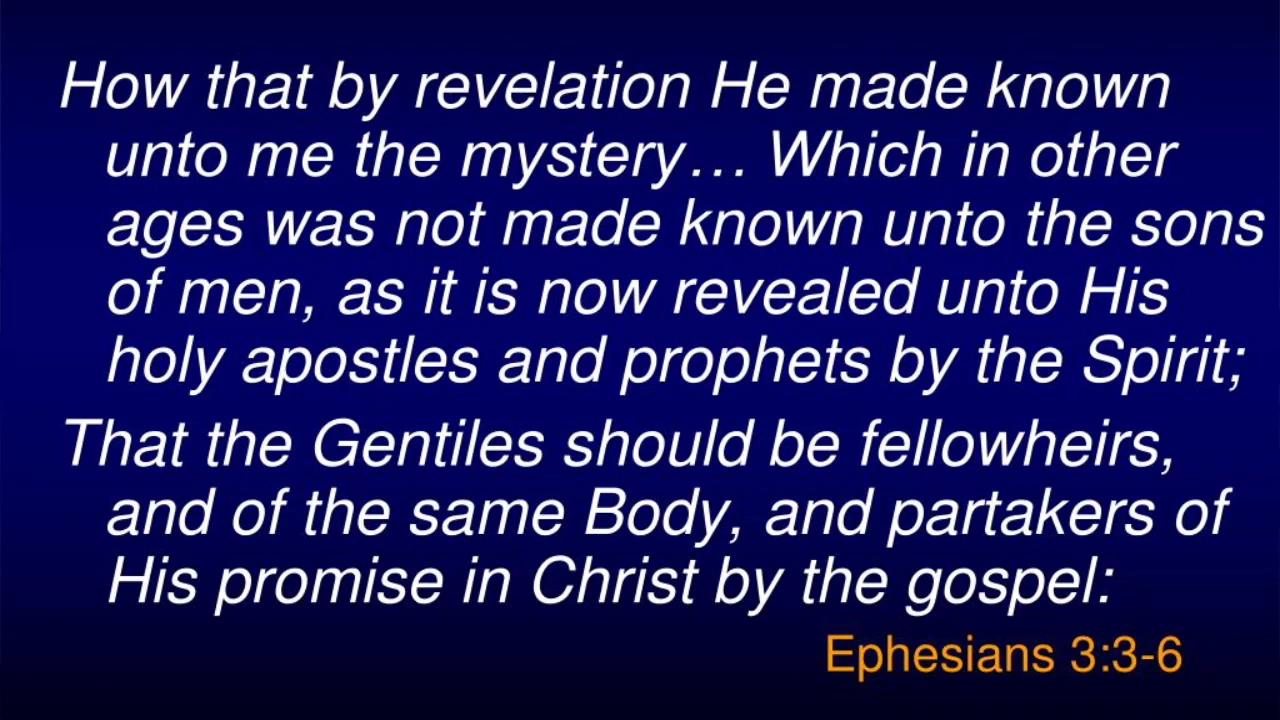 How that by revelation He made known
unto me the mystery… Which in other
ages was not made known unto the sons
of men, as it is now revealed unto His
holy apostles and prophets by the Spirit;
That the Gentiles should be fellowheirs,
and of the same Body, and partakers of
His promise in Christ by the gospel:
Ephesians 3:3-6